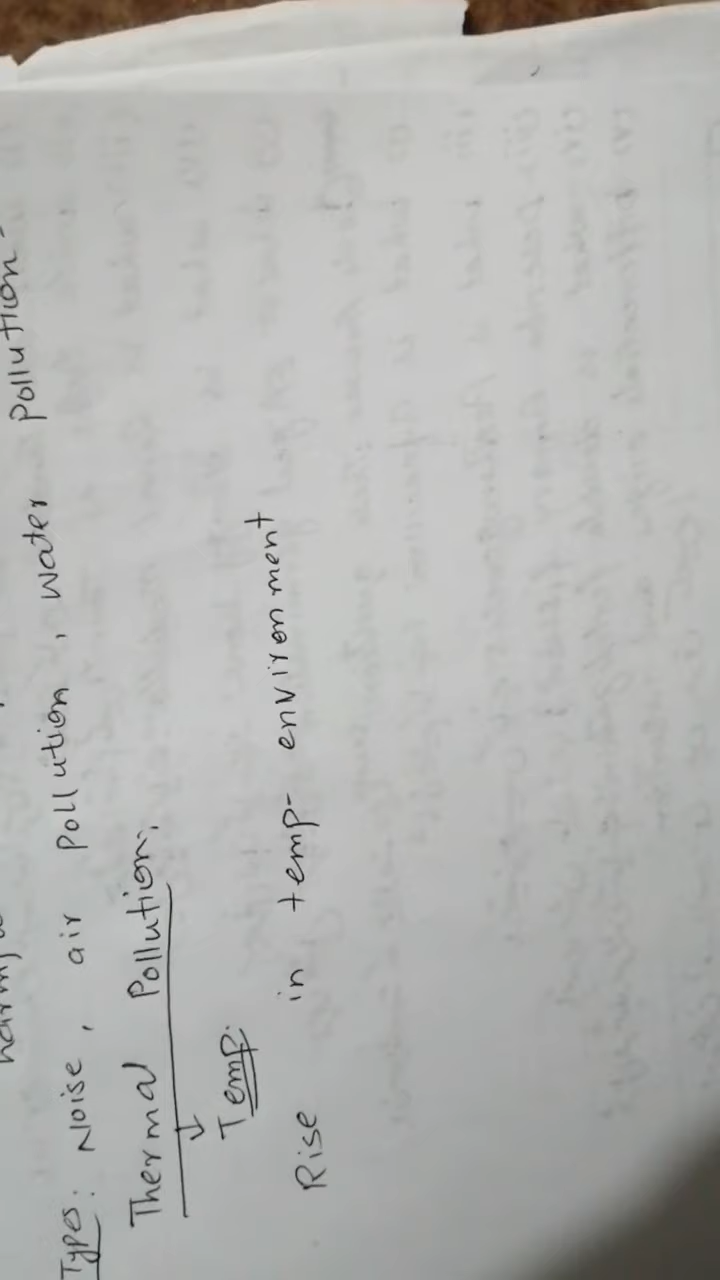 Types: Noise, air pollution, water pollution-
Thermal Pollution.
Temp.
Rise in temp- environment